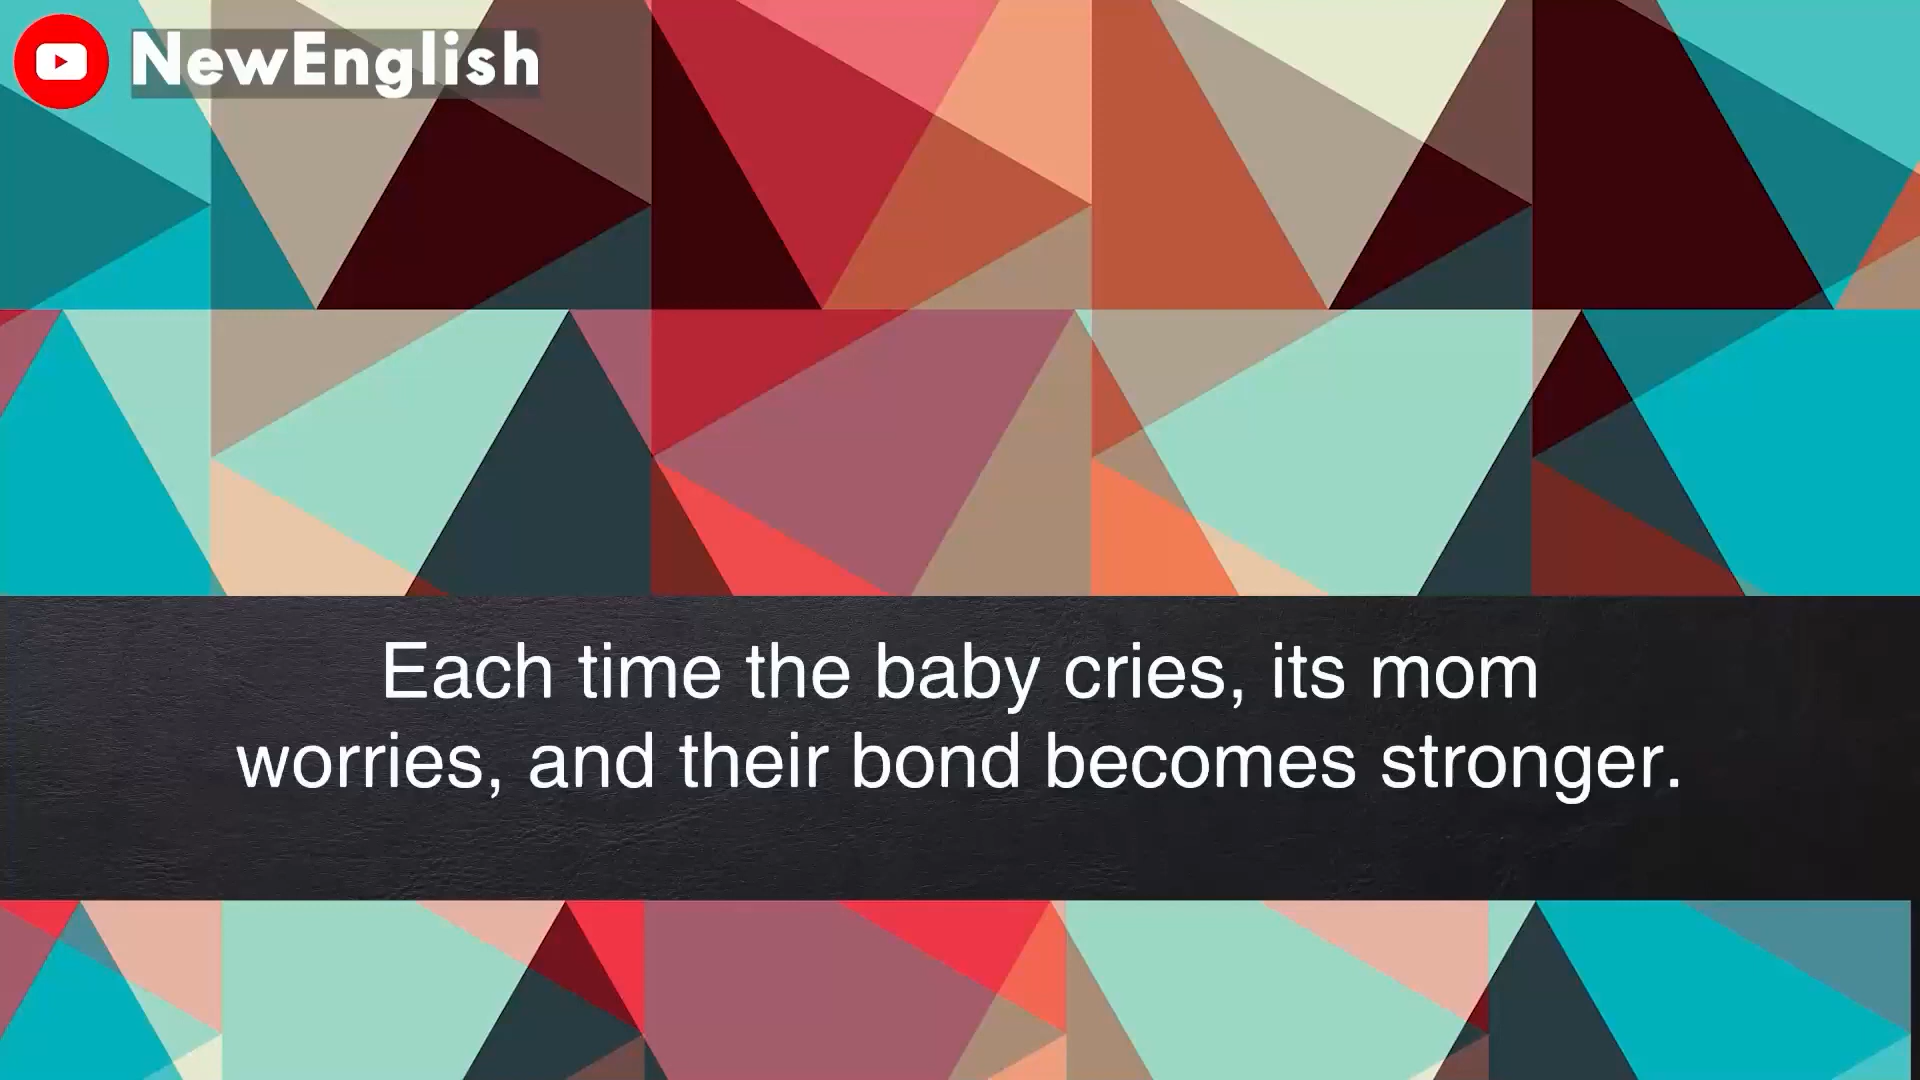 NewEnglish
Each time the baby cries, its mom
worries, and their bond becomes stronger.